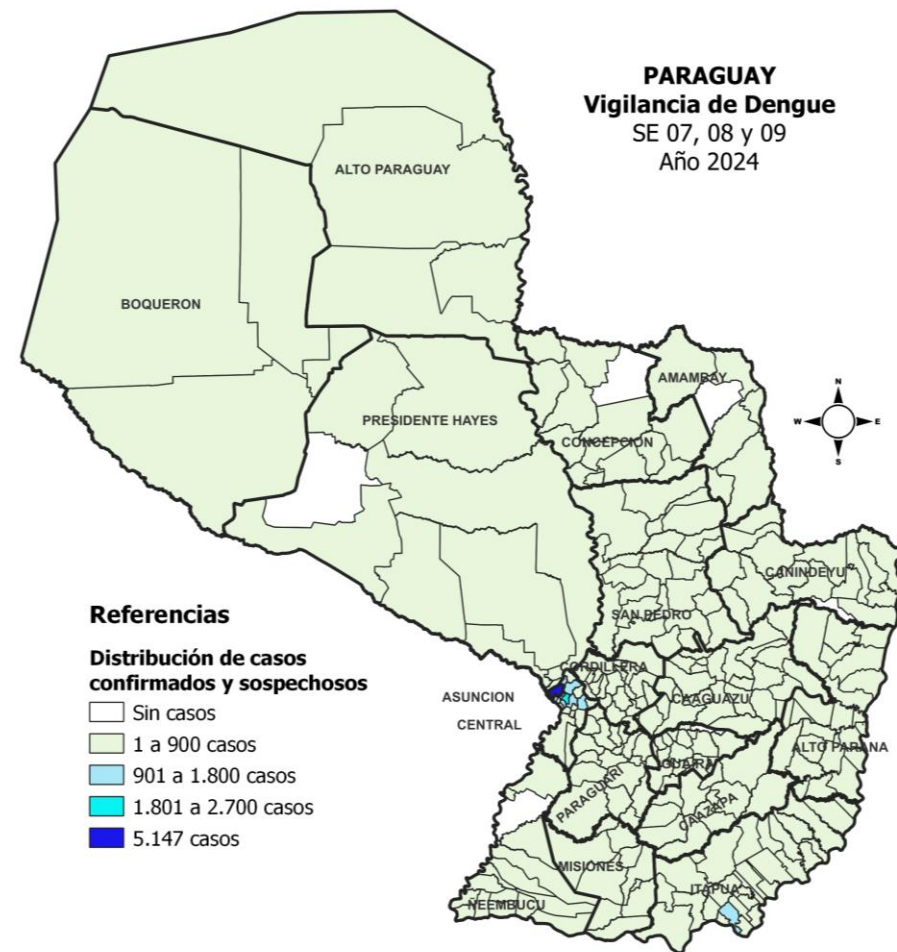 PARAGUAY
Vigilancia de Dengue
SE 07, 08 y 09
Año 2024
ALTO PARAGUAY
BOQUERON
AMAMBAY
PRESIDENTE HAYES
CONCEPCION
N
W
E
S
CANINDEYU
SAN PEDRO
CORDILLERA
ASUNCION
CAAGUAZU
CENTRAL
ALTO PARANA
GUAIRA
PARAGUARI
CAAZAPA
MISIONES
ITAPUA
ÑEEMBUCU
Referencias
Distribución de casos
confirmados y sospechosos
Sin casos
1 a 900 casos
901 a 1.800 casos
1.801 a 2.700 casos
5.147 casos